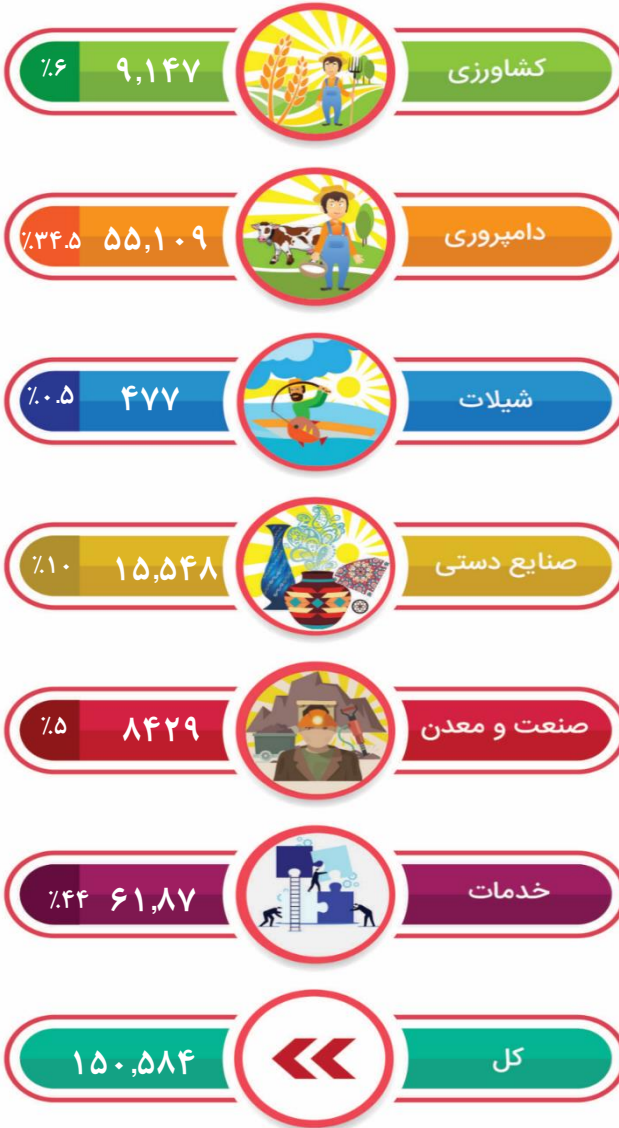 کشاورزی ۹,۱۴۷ ٪۶
دامپروری ۵۵,۱۰۹ ٪۳۴.۵
شیلات ۴۷۷ ٪۰.۵
صنایع دستی ۱۵,۵۴۸ ٪۱۰
صنعت و معدن ۸۴۲۹ ٪۵
خدمات ۶۱,۸۷ ٪۴۴
کل ۱۵۰,۵۸۴